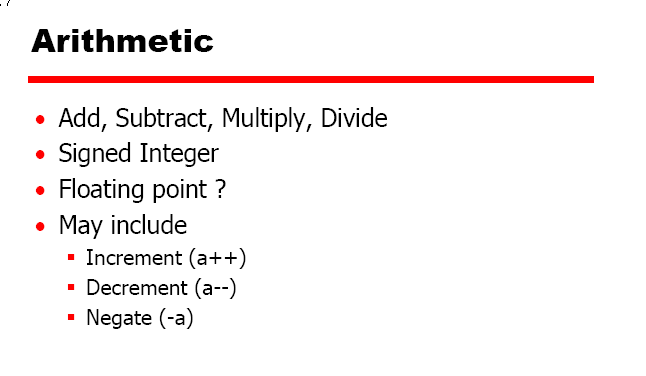 Arithmetic
• Add, Subtract, Multiply, Divide
• Signed Integer
• Floating point ?
• May include
▪ Increment (a++)
▪ Decrement (a--)
▪ Negate (-a)